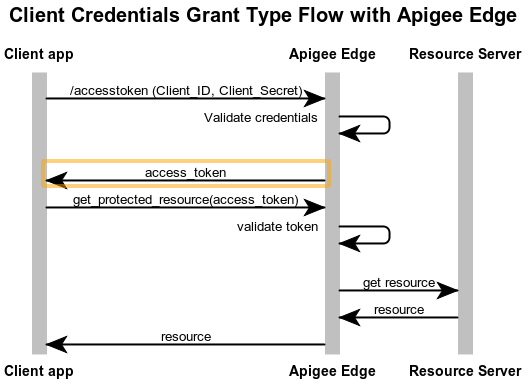 Client Credentials Grant Type Flow with Apigee Edge
Client app Apigee Edge Resource Server
/accesstoken (Client_ID, Client_Secret)
Validate credentials
access_token
get_protected_resource(access_token)
validate token
get resource
resource
resource
Client app Apigee Edge Resource Server